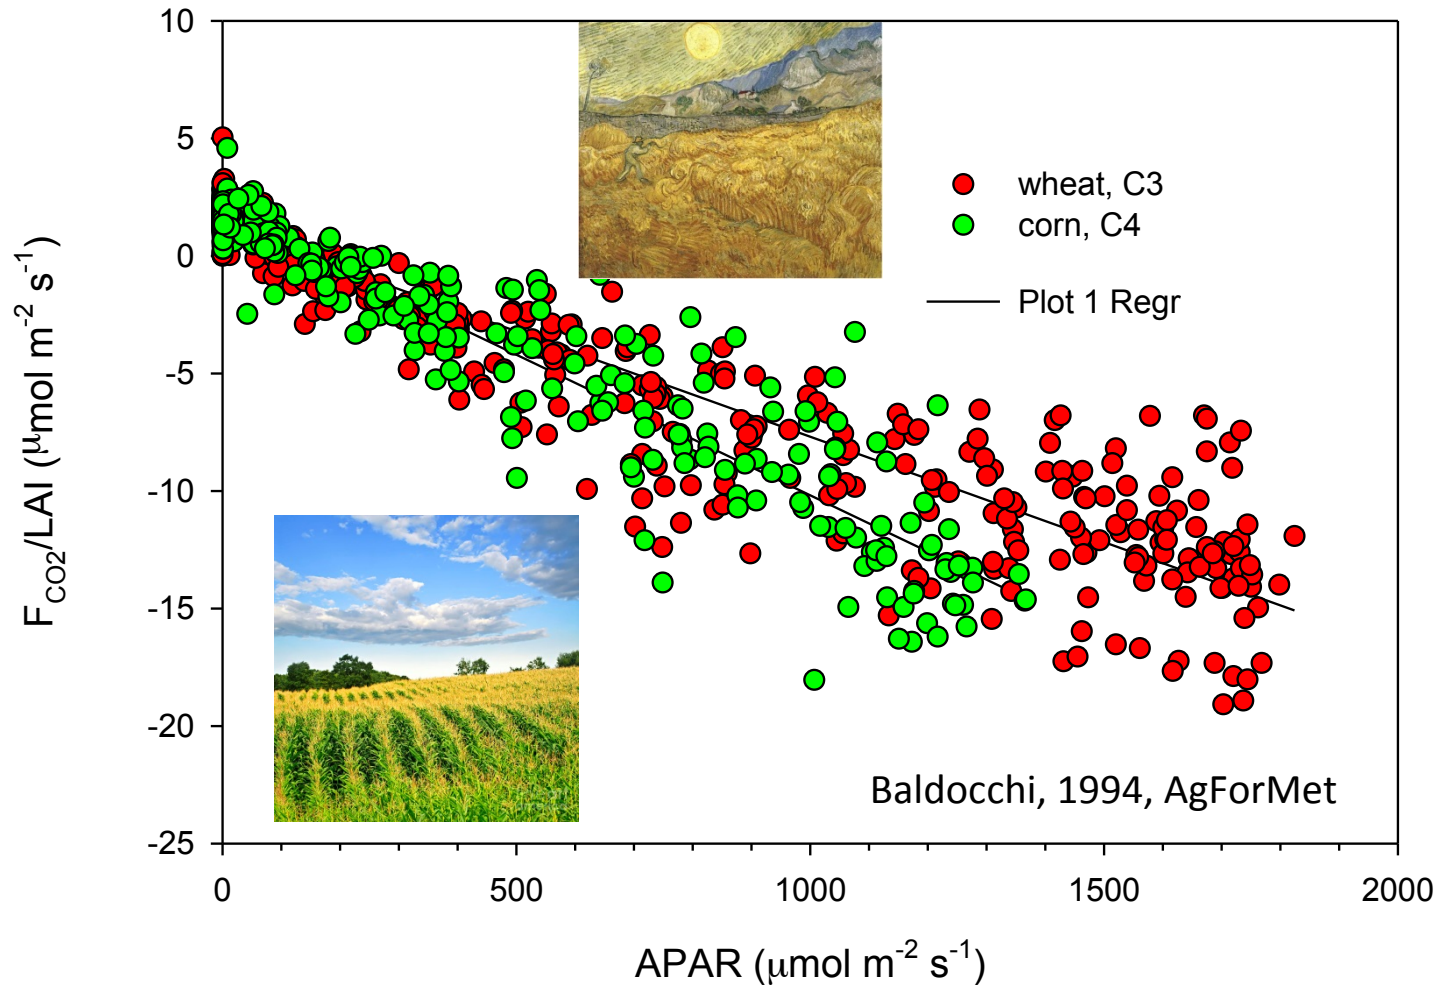 10
5
0
-5
-10
-15
-20
-25
F_CO2/LAI (μmol m^-2 s^-1)
wheat, C3
corn, C4
Plot 1 Regr
Baldocchi, 1994, AgForMet
0 500 1000 1500 2000
APAR (μmol m^-2 s^-1)